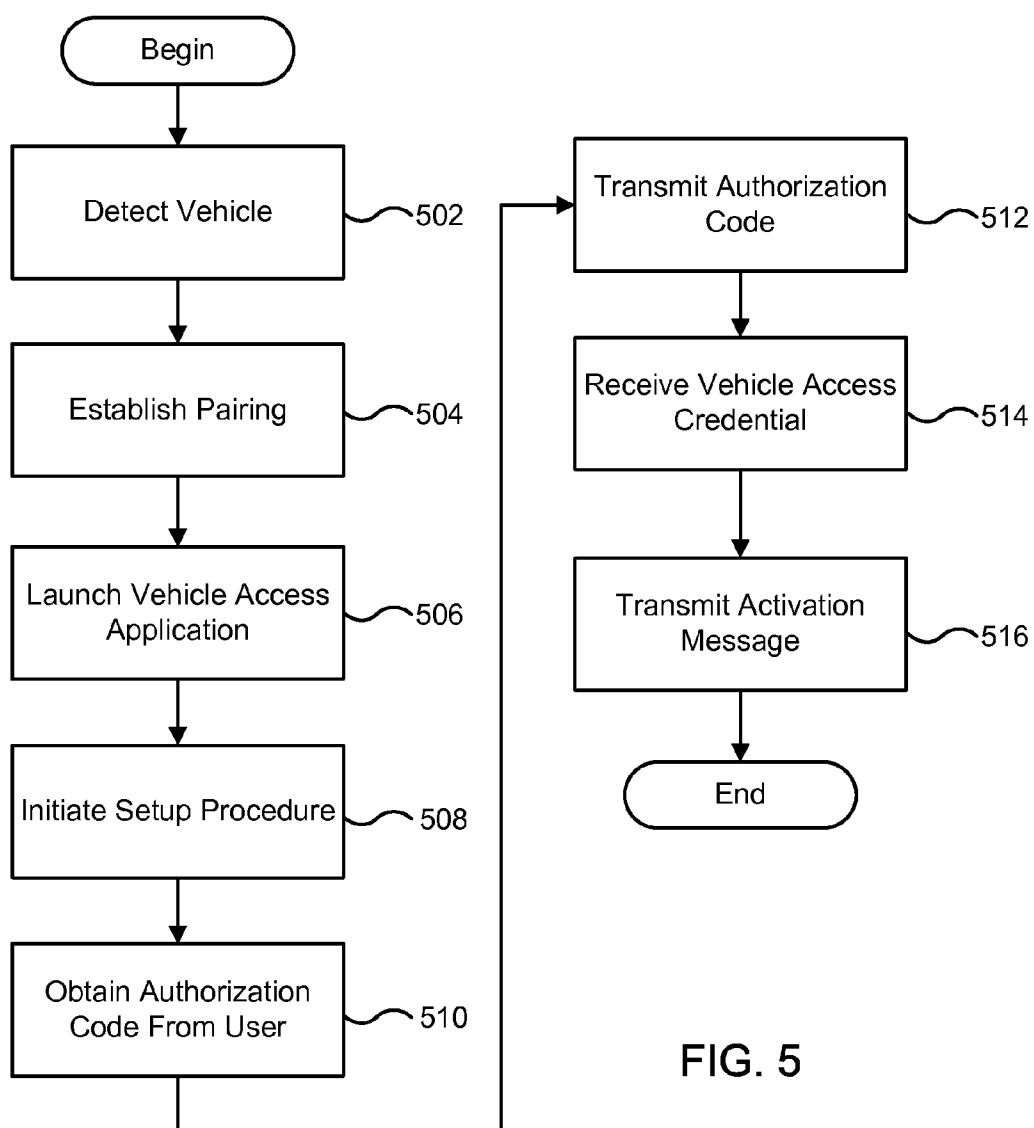 Begin
Detect Vehicle
502
Establish Pairing
504
Launch Vehicle Access
Application
506
Initiate Setup Procedure
508
Obtain Authorization
Code From User
510
Transmit Authorization
Code
512
Receive Vehicle Access
Credential
514
Transmit Activation
Message
516
End
FIG. 5